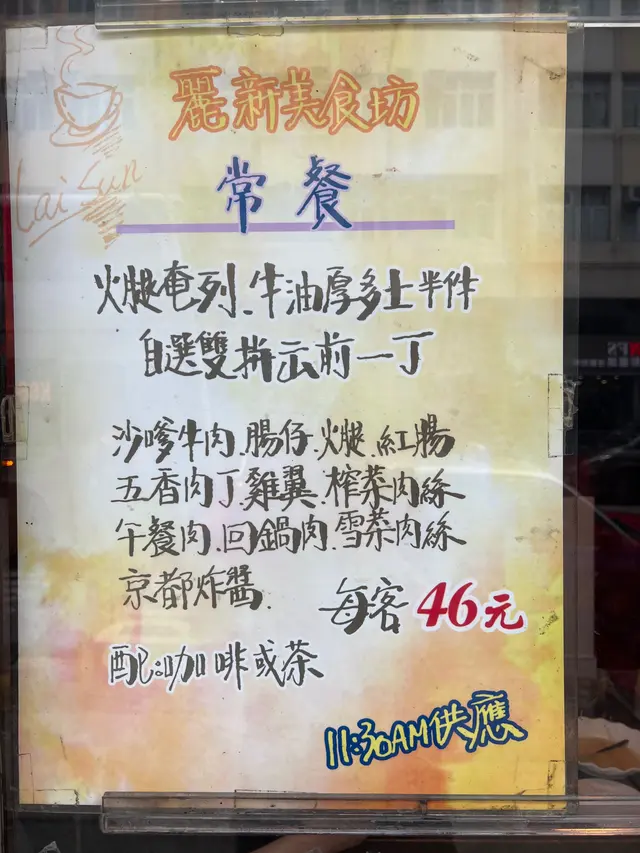 麗新美食坊
Lai Sun
常餐
火腿奄列.牛油厚多士半件
自選雙拼云前一丁
沙嗲牛肉.腸仔.火腿.紅腸
五香肉丁.雞翼.榨菜肉絲
午餐肉.回鍋肉.雪菜肉絲
京都炸醬.
每客46元
配:咖啡或茶
11:30AM供應